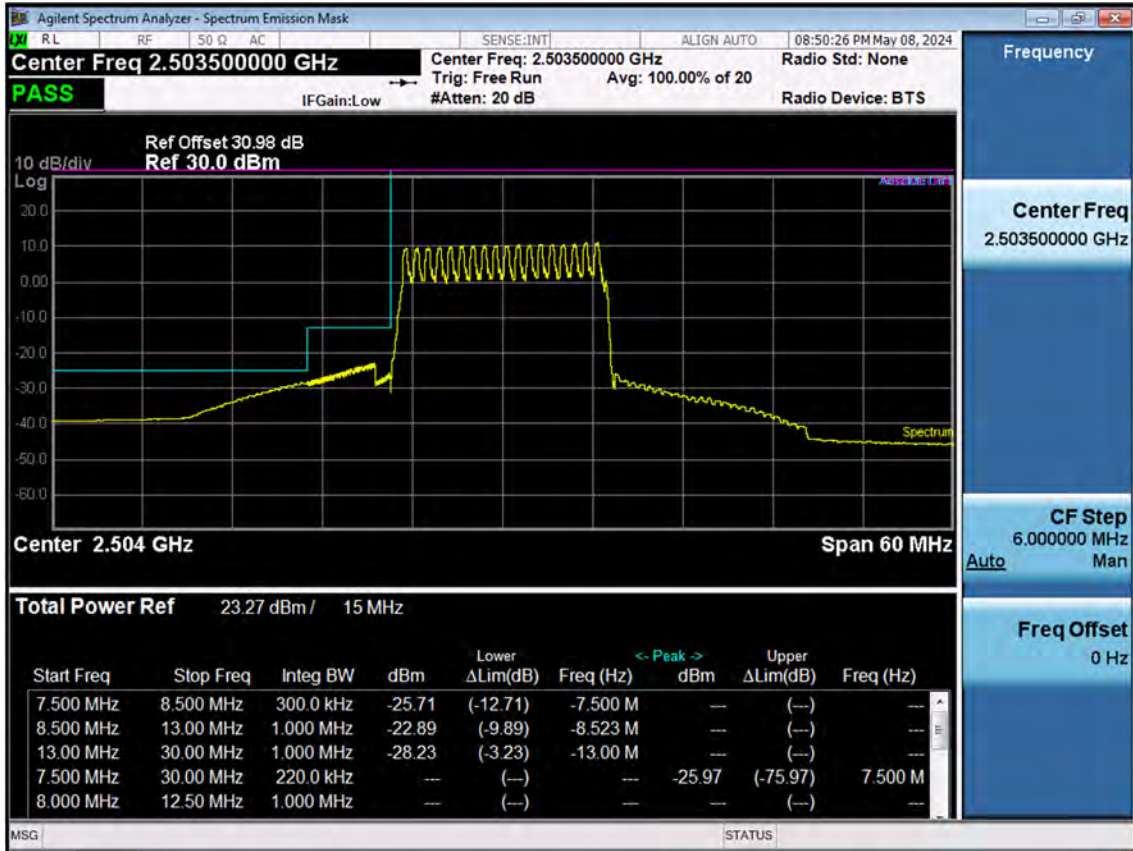 Agilent Spectrum Analyzer - Spectrum Emission Mask
LXI RL RF 50 Ω AC SENSE:INT ALIGN AUTO 08:50:26 PM May 08, 2024
Center Freq 2.503500000 GHz
Center Freq: 2.503500000 GHz
Radio Std: None
Trig: Free Run Avg: 100.00% of 20
PASS
IFGain:Low
#Atten: 20 dB
Radio Device: BTS
Ref Offset 30.98 dB
10 dB/div Ref 30.0 dBm
Log
20.0
10.0
0.00
-10.0
-20.0
-30.0
-40.0
-50.0
-60.0
Absolute Limit
Spectrum
Center 2.504 GHz Span 60 MHz
Total Power Ref 23.27 dBm / 15 MHz
Lower <- Peak -> Upper
Start Freq Stop Freq Integ BW dBm ΔLim(dB) Freq (Hz) dBm ΔLim(dB) Freq (Hz)
7.500 MHz 8.500 MHz 300.0 kHz -25.71 (-12.71) -7.500 M --- (---) ---
8.500 MHz 13.00 MHz 1.000 MHz -22.89 (-9.89) -8.523 M --- (---) ---
13.00 MHz 30.00 MHz 1.000 MHz -28.23 (-3.23) -13.00 M --- (---) ---
7.500 MHz 30.00 MHz 220.0 kHz --- (---) --- -25.97 (-75.97) 7.500 M
8.000 MHz 12.50 MHz 1.000 MHz --- (---) --- --- (---) ---
MSG STATUS
Frequency
Center Freq
2.503500000 GHz
CF Step
6.000000 MHz
Auto Man
Freq Offset
0 Hz